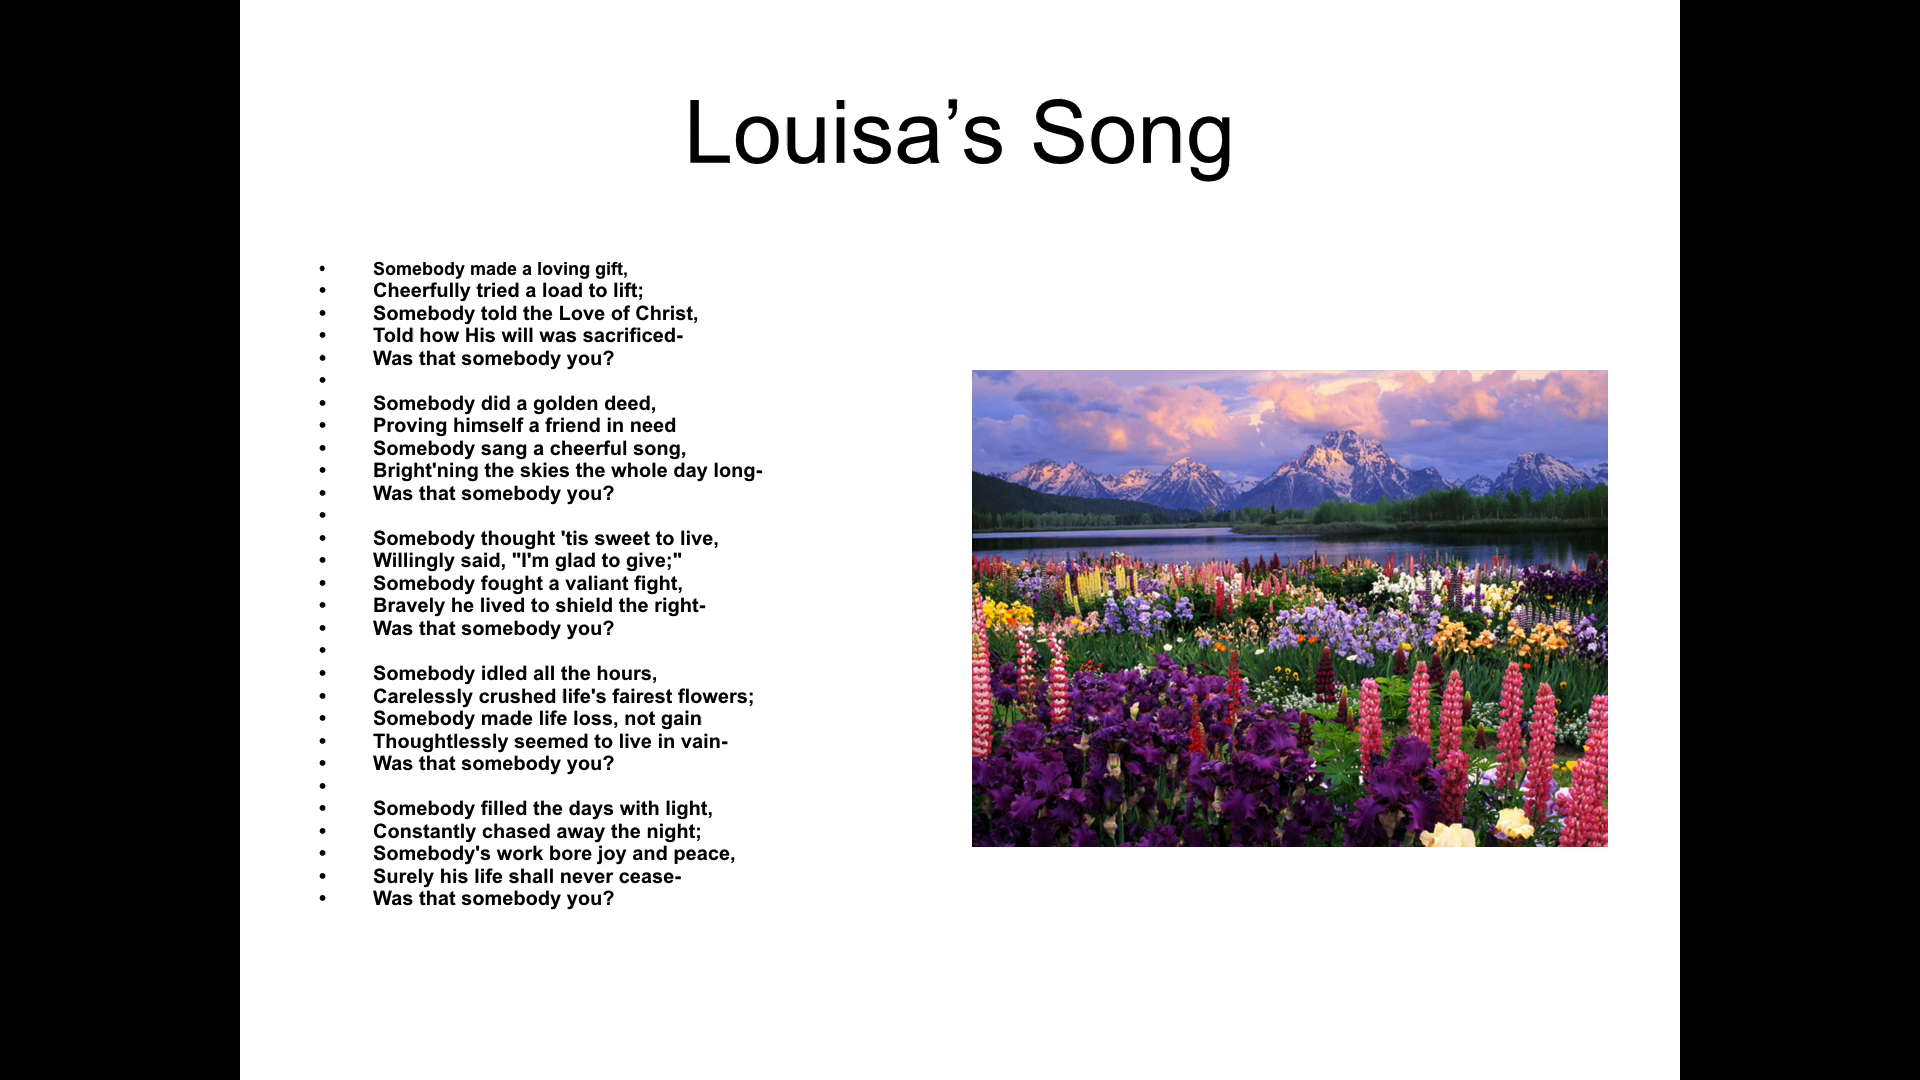 Louisa’s Song
• Somebody made a loving gift,
• Cheerfully tried a load to lift;
• Somebody told the Love of Christ,
• Told how His will was sacrificed-
• Was that somebody you?
•
• Somebody did a golden deed,
• Proving himself a friend in need
• Somebody sang a cheerful song,
• Bright'ning the skies the whole day long-
• Was that somebody you?
•
• Somebody thought 'tis sweet to live,
• Willingly said, "I'm glad to give;"
• Somebody fought a valiant fight,
• Bravely he lived to shield the right-
• Was that somebody you?
•
• Somebody idled all the hours,
• Carelessly crushed life's fairest flowers;
• Somebody made life loss, not gain
• Thoughtlessly seemed to live in vain-
• Was that somebody you?
•
• Somebody filled the days with light,
• Constantly chased away the night;
• Somebody's work bore joy and peace,
• Surely his life shall never cease-
• Was that somebody you?